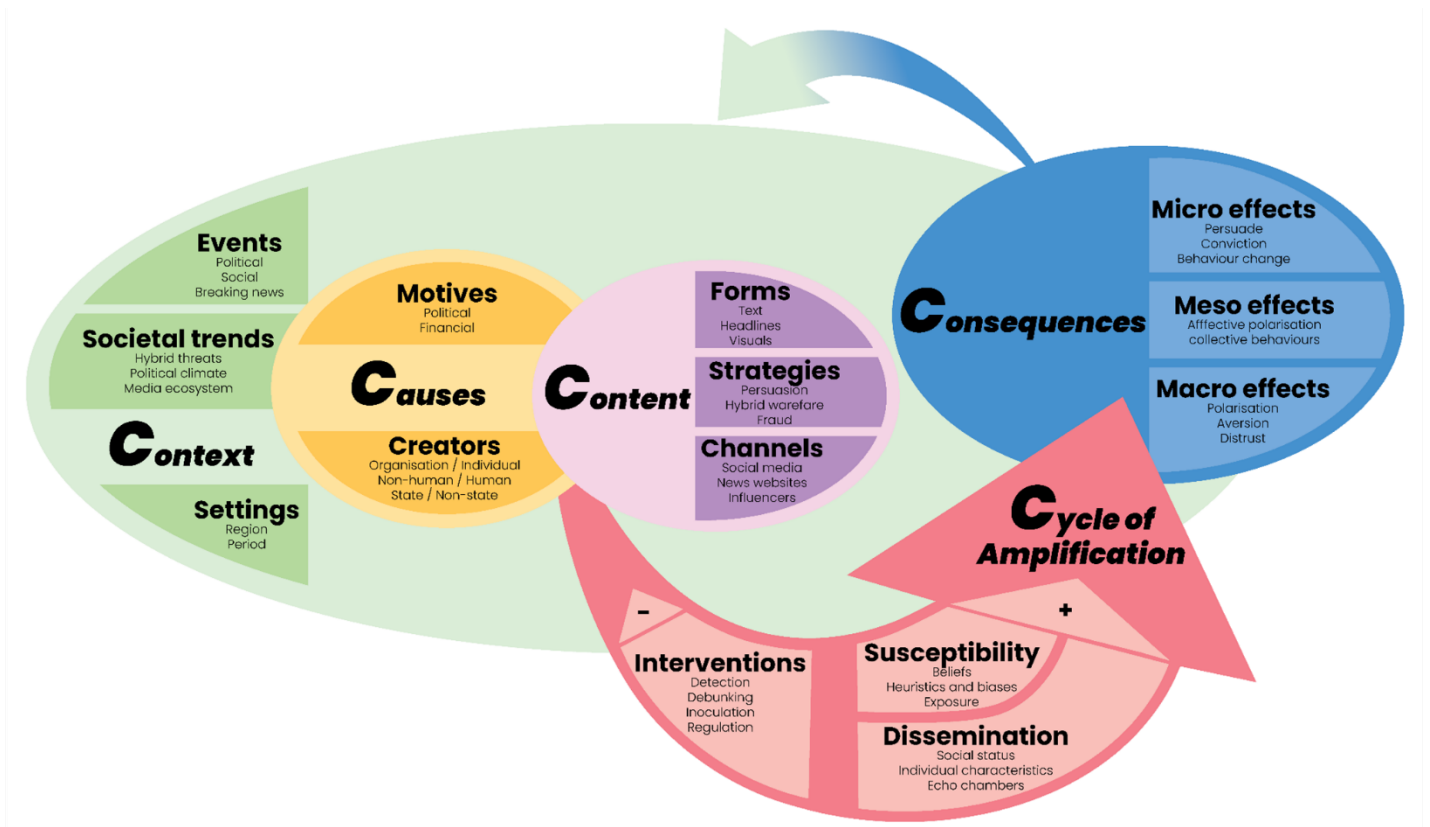 Events
Political
Social
Breaking news
Societal trends
Hybrid threats
Political climate
Media ecosystem
Context
Settings
Region
Period
Motives
Political
Financial
Causes
Creators
Organisation / Individual
Non-human / Human
State / Non-state
Content
Forms
Text
Headlines
Visuals
Strategies
Persuasion
Hybrid warefare
Fraud
Channels
Social media
News websites
Influencers
Consequences
Micro effects
Persuade
Conviction
Behaviour change
Meso effects
Afffective polarisation
collective behaviours
Macro effects
Polarisation
Aversion
Distrust
Cycle of
Amplification
-
Interventions
Detection
Debunking
Inoculation
Regulation
+
Susceptibility
Beliefs
Heuristics and biases
Exposure
Dissemination
Social status
Individual characteristics
Echo chambers